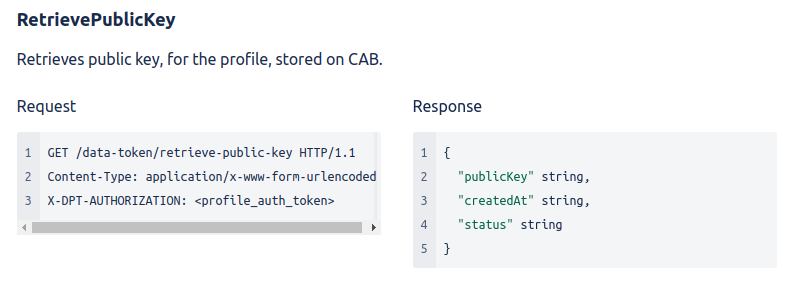 RetrievePublicKey
Retrieves public key, for the profile, stored on CAB.
Request
1 GET /data-token/retrieve-public-key HTTP/1.1
2 Content-Type: application/x-www-form-urlencoded
3 X-DPT-AUTHORIZATION: <profile_auth_token>
Response
1 {
2 "publicKey" string,
3 "createdAt" string,
4 "status" string
5 }